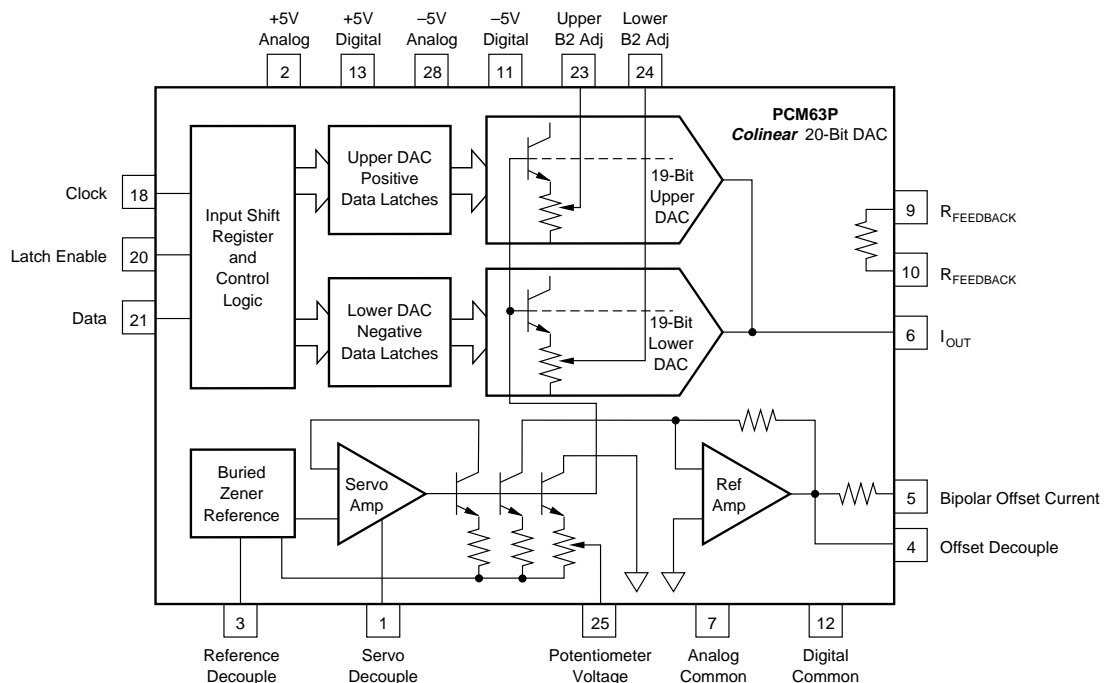 +5V
Analog
+5V
Digital
–5V
Analog
–5V
Digital
Upper
B2 Adj
Lower
B2 Adj
2
13
28
11
23
24
PCM63P
Colinear 20-Bit DAC
Clock
18
Latch Enable
20
Data
21
Input Shift
Register
and
Control
Logic
Upper DAC
Positive
Data Latches
19-Bit
Upper
DAC
Lower DAC
Negative
Data Latches
19-Bit
Lower
DAC
9
RFEEDBACK
10
RFEEDBACK
6
IOUT
Buried
Zener
Reference
Servo
Amp
Ref
Amp
5
Bipolar Offset Current
4
Offset Decouple
3
Reference
Decouple
1
Servo
Decouple
25
Potentiometer
Voltage
7
Analog
Common
12
Digital
Common